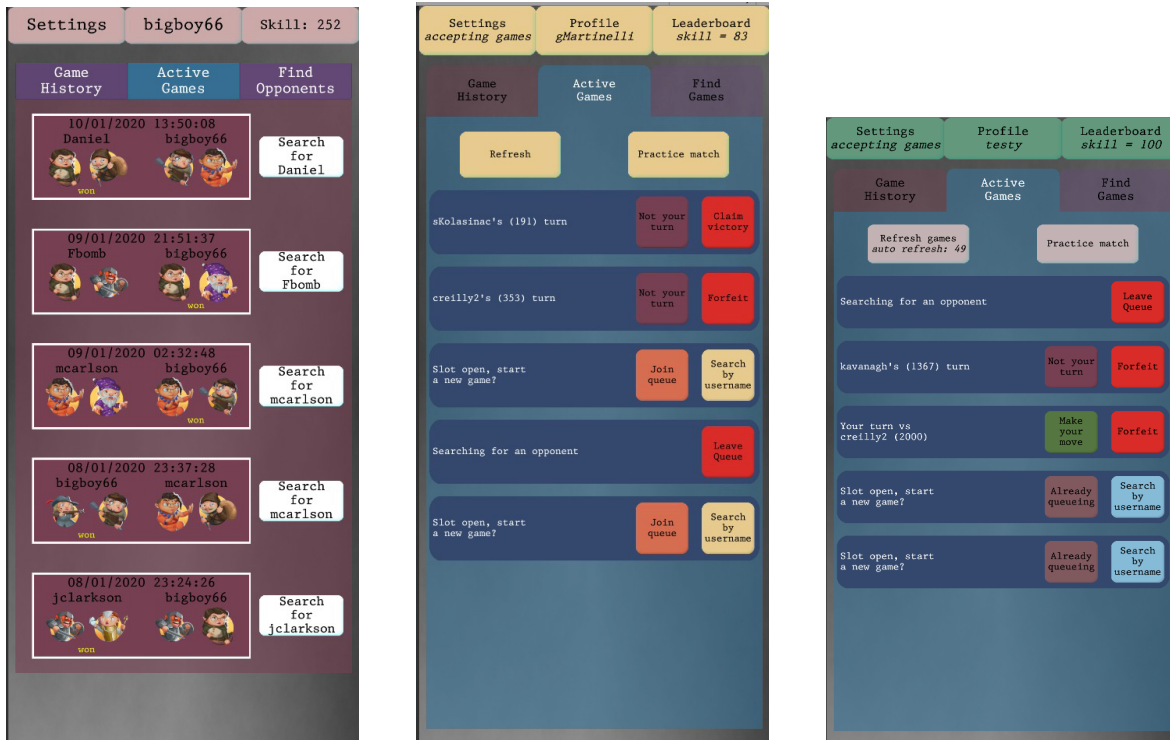 Settings
bigboy66
Skill: 252
Game
History
Active
Games
Find
Opponents
10/01/2020 13:50:08
Daniel
bigboy66
won
Search
for
Daniel
09/01/2020 21:51:37
Fbomb
bigboy66
won
Search
for
Fbomb
09/01/2020 02:32:48
mcarlson
bigboy66
won
Search
for
mcarlson
08/01/2020 23:37:28
bigboy66
mcarlson
won
Search
for
mcarlson
08/01/2020 23:24:26
jclarkson
bigboy66
won
Search
for
jclarkson
Settings
accepting games
Profile
gMartinelli
Leaderboard
skill = 83
Game
History
Active
Games
Find
Games
Refresh
Practice match
sKolasinac's (191) turn
Not your
turn
Claim
victory
creilly2's (353) turn
Not your
turn
Forfeit
Slot open, start
a new game?
Join
queue
Search
by
username
Searching for an opponent
Leave
Queue
Slot open, start
a new game?
Join
queue
Search
by
username
Settings
accepting games
Profile
testy
Leaderboard
skill = 100
Game
History
Active
Games
Find
Games
Refresh games
auto refresh: 49
Practice match
Searching for an opponent
Leave
Queue
kavanagh's (1367) turn
Not your
turn
Forfeit
Your turn vs
creilly2 (2000)
Make
your
move
Forfeit
Slot open, start
a new game?
Already
queueing
Search
by
username
Slot open, start
a new game?
Already
queueing
Search
by
username